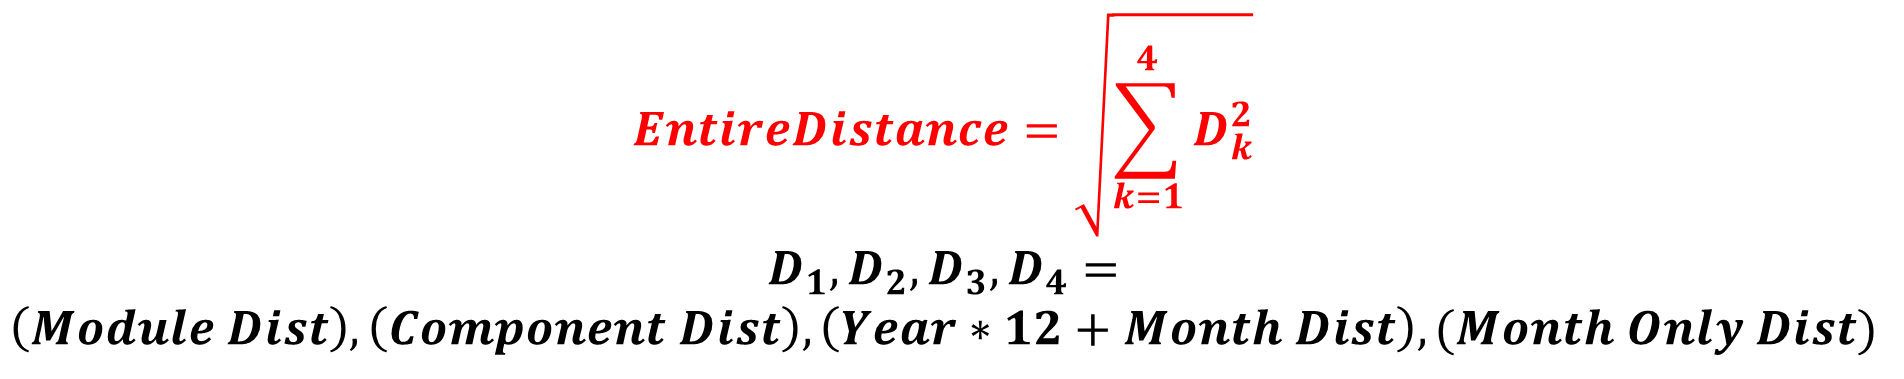 EntireDistance = √∑_{k=1}^{4} D_k^2
D_1, D_2, D_3, D_4 =
(Module Dist), (Component Dist), (Year * 12 + Month Dist), (Month Only Dist)